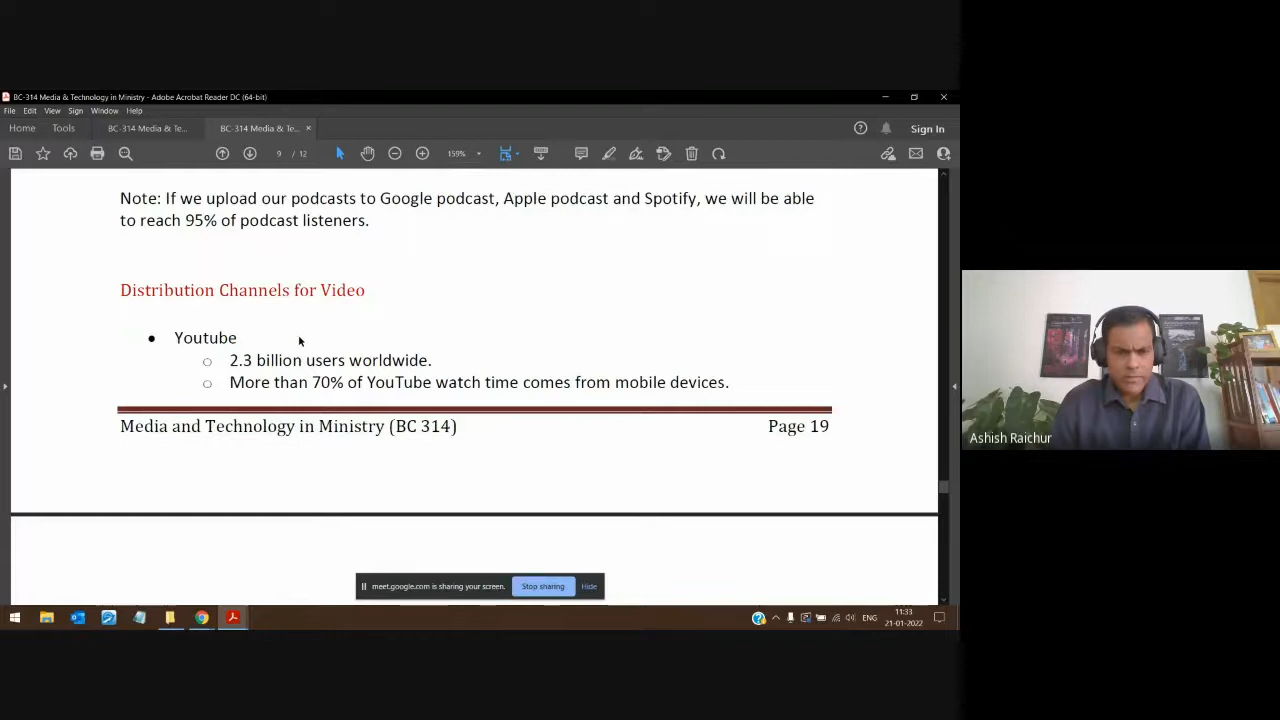 BC-314 Media & Technology in Ministry - Adobe Acrobat Reader DC (64-bit)
File Edit View Sign Window Help
Home Tools BC-314 Media & Te... BC-314 Media & Te... × Sign In
9 / 12 159%
Note: If we upload our podcasts to Google podcast, Apple podcast and Spotify, we will be able
to reach 95% of podcast listeners.
Distribution Channels for Video
• Youtube
○ 2.3 billion users worldwide.
○ More than 70% of YouTube watch time comes from mobile devices.
Media and Technology in Ministry (BC 314) Page 19
Ashish Raichur
meet.google.com is sharing your screen. Stop sharing Hide
ENG
11:33
21-01-2022